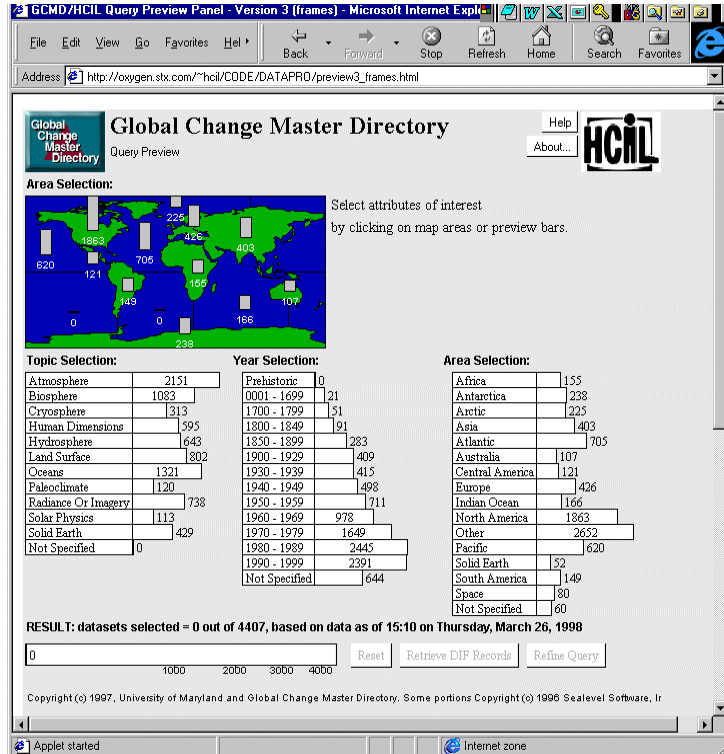 GCMD/HCIL Query Preview Panel - Version 3 (frames) - Microsoft Internet Expl
File Edit View Go Favorites Hel
Back Forward Stop Refresh Home Search Favorites
Address http://oxygen.stx.com/~hcil/CODE/DATAPRO/preview3_frames.html
Global Change Master Directory
Global Change Master Directory
Query Preview
Help
About...
HCIL
Area Selection:
Select attributes of interest
by clicking on map areas or preview bars.
225
1863 426
620 705 403
121
155
149 107
0 0 166
238
Topic Selection:
Atmosphere 2151
Biosphere 1083
Cryosphere 313
Human Dimensions 595
Hydrosphere 643
Land Surface 802
Oceans 1321
Paleoclimate 120
Radiance Or Imagery 738
Solar Physics 113
Solid Earth 429
Not Specified 0
Year Selection:
Prehistoric 0
0001 - 1699 21
1700 - 1799 51
1800 - 1849 91
1850 - 1899 283
1900 - 1929 409
1930 - 1939 415
1940 - 1949 498
1950 - 1959 711
1960 - 1969 978
1970 - 1979 1649
1980 - 1989 2445
1990 - 1999 2391
Not Specified 644
Area Selection:
Africa 155
Antarctica 238
Arctic 225
Asia 403
Atlantic 705
Australia 107
Central America 121
Europe 426
Indian Ocean 166
North America 1863
Other 2652
Pacific 620
Solid Earth 52
South America 149
Space 80
Not Specified 60
RESULT: datasets selected = 0 out of 4407, based on data as of 15:10 on Thursday, March 26, 1998
0
Reset Retrieve DIF Records Refine Query
1000 2000 3000 4000
Copyright (c) 1997, University of Maryland and Global Change Master Directory. Some portions Copyright (c) 1996 Sealevel Software, Ir
Applet started Internet zone